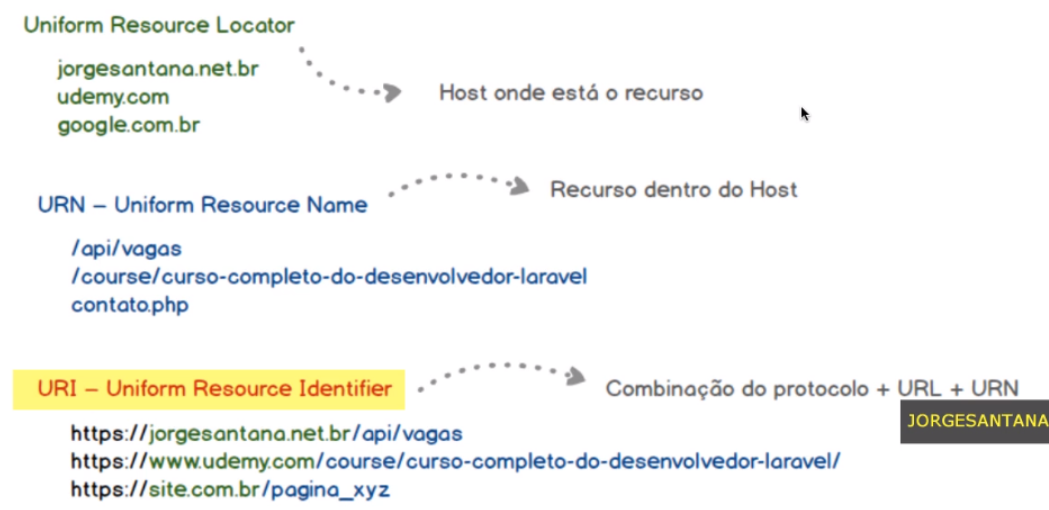 Uniform Resource Locator
jorgesantana.net.br
udemy.com
google.com.br
Host onde está o recurso
URN – Uniform Resource Name
Recurso dentro do Host
/api/vagas
/course/curso-completo-do-desenvolvedor-laravel
contato.php
URI – Uniform Resource Identifier
Combinação do protocolo + URL + URN
JORGESANTANA
https://jorgesantana.net.br/api/vagas
https://www.udemy.com/course/curso-completo-do-desenvolvedor-laravel/
https://site.com.br/pagina_xyz